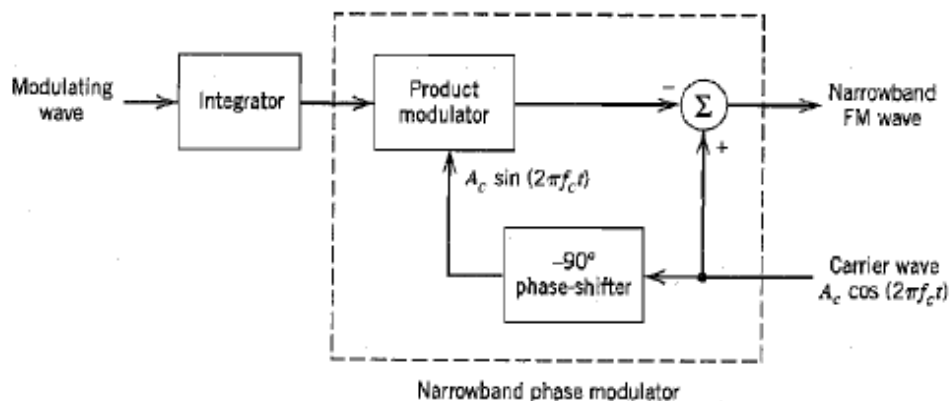 Modulating
wave
Integrator
Product
modulator
−
Σ
+
Narrowband
FM wave
A_c sin (2πf_ct)
−90°
phase-shifter
Carrier wave
A_c cos (2πf_ct)
Narrowband phase modulator